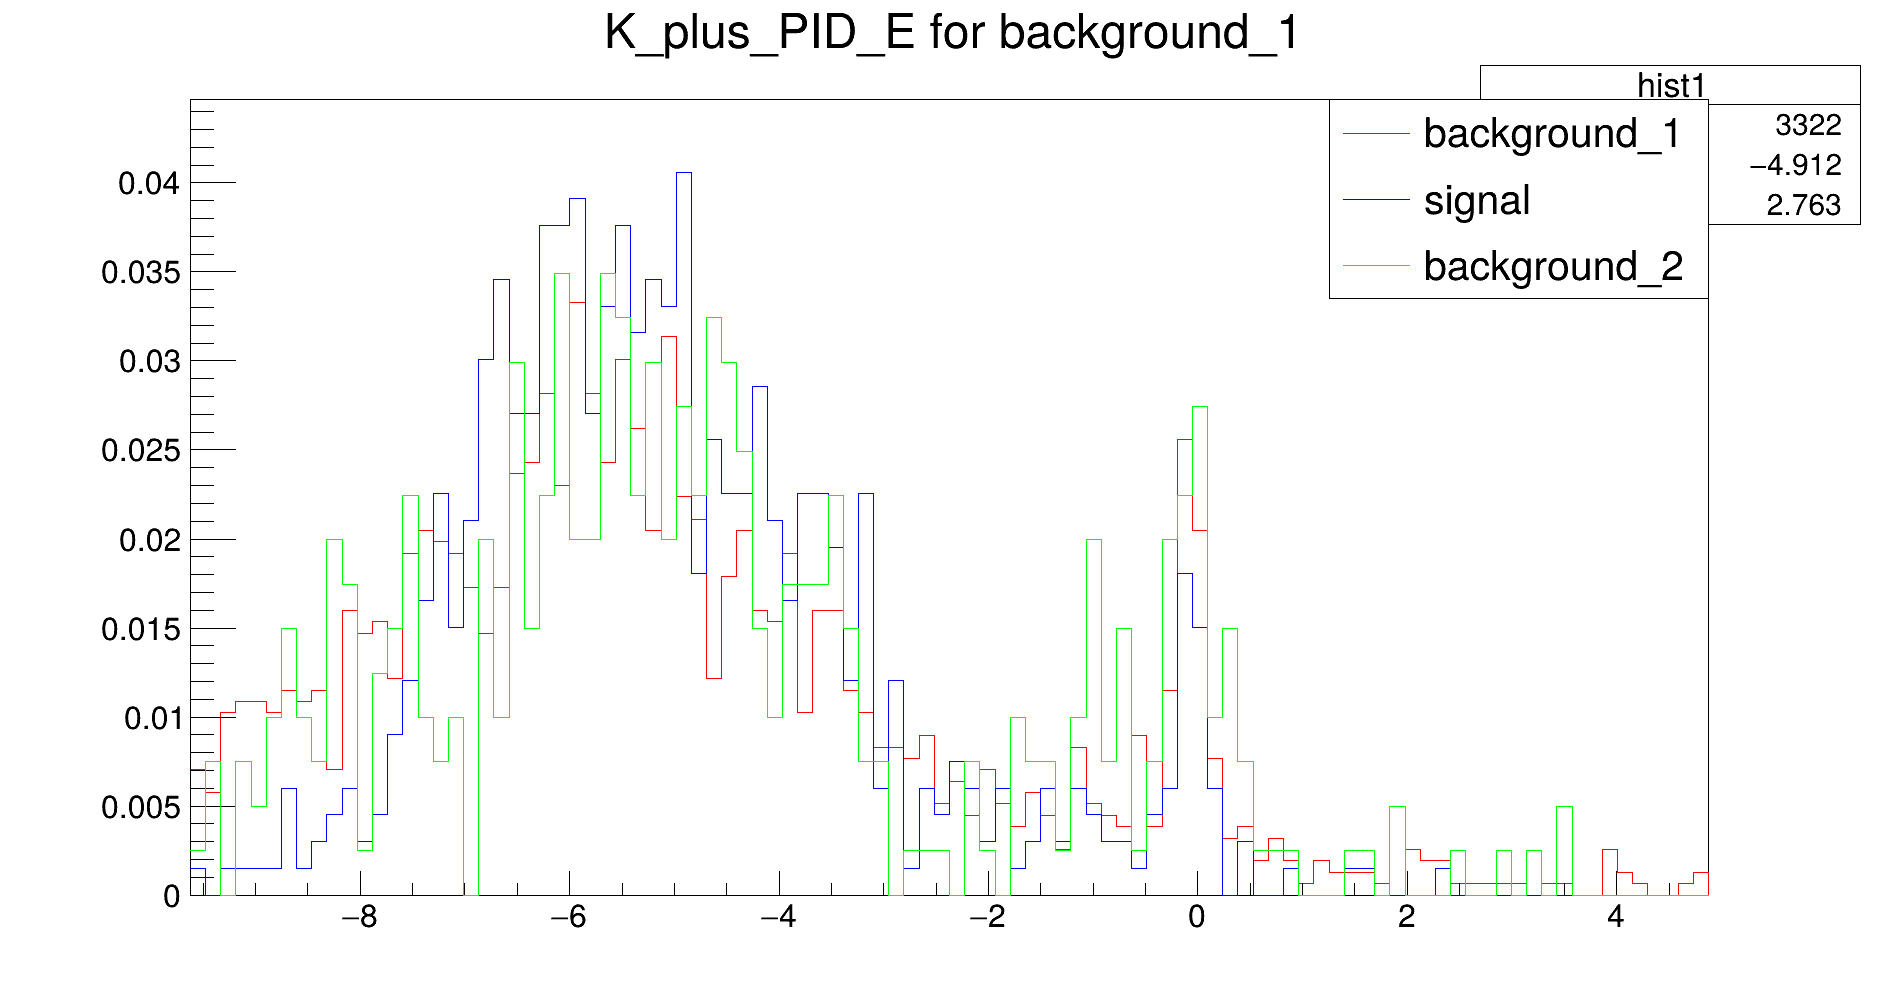 K_plus_PID_E for background_1
hist1
3322
−4.912
2.763
background_1
signal
background_2
0.04
0.035
0.03
0.025
0.02
0.015
0.01
0.005
0
−8 −6 −4 −2 0 2 4